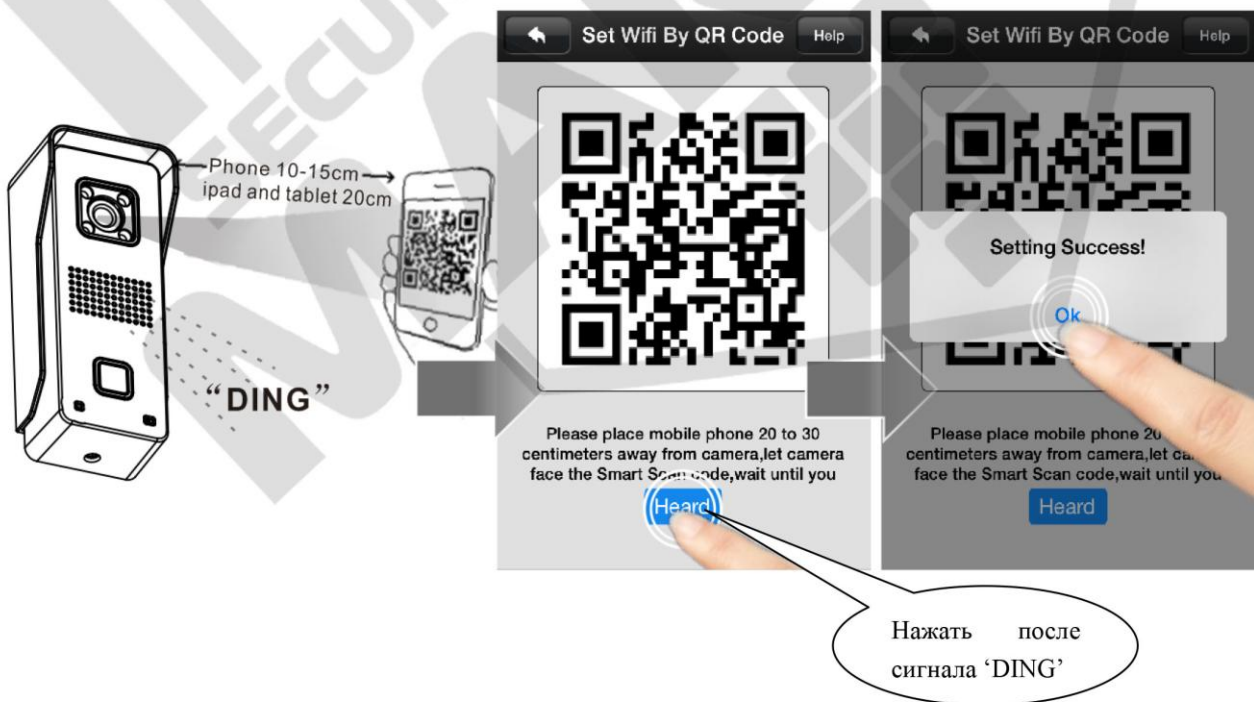 Phone 10-15cm
ipad and tablet 20cm
“DING”
Set Wifi By QR Code
Help
Please place mobile phone 20 to 30
centimeters away from camera,let camera
face the Smart Scan code,wait until you
Heard
Set Wifi By QR Code
Help
Setting Success!
Ok
Please place mobile phone 20
centimeters away from camera,let ca
face the Smart Scan code,wait until you
Heard
Нажать после
сигнала ‘DING’